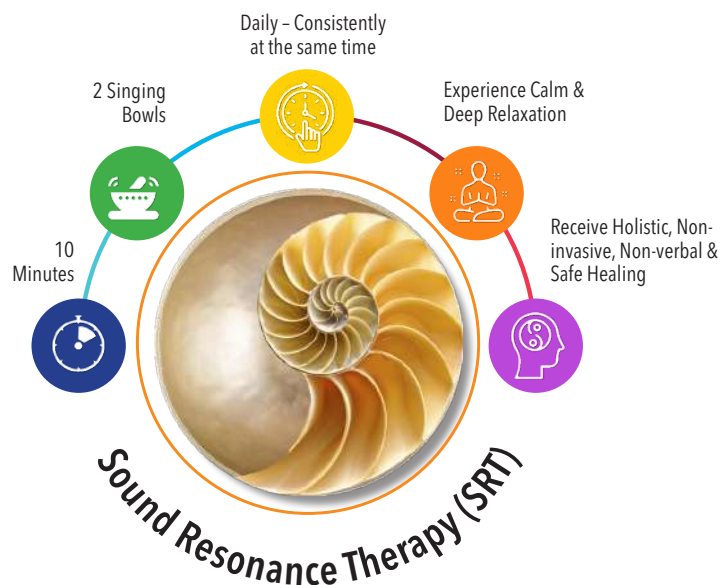 Daily – Consistently
at the same time
2 Singing
Bowls
Experience Calm &
Deep Relaxation
10
Minutes
Receive Holistic, Non-
invasive, Non-verbal &
Safe Healing
Sound Resonance Therapy (SRT)